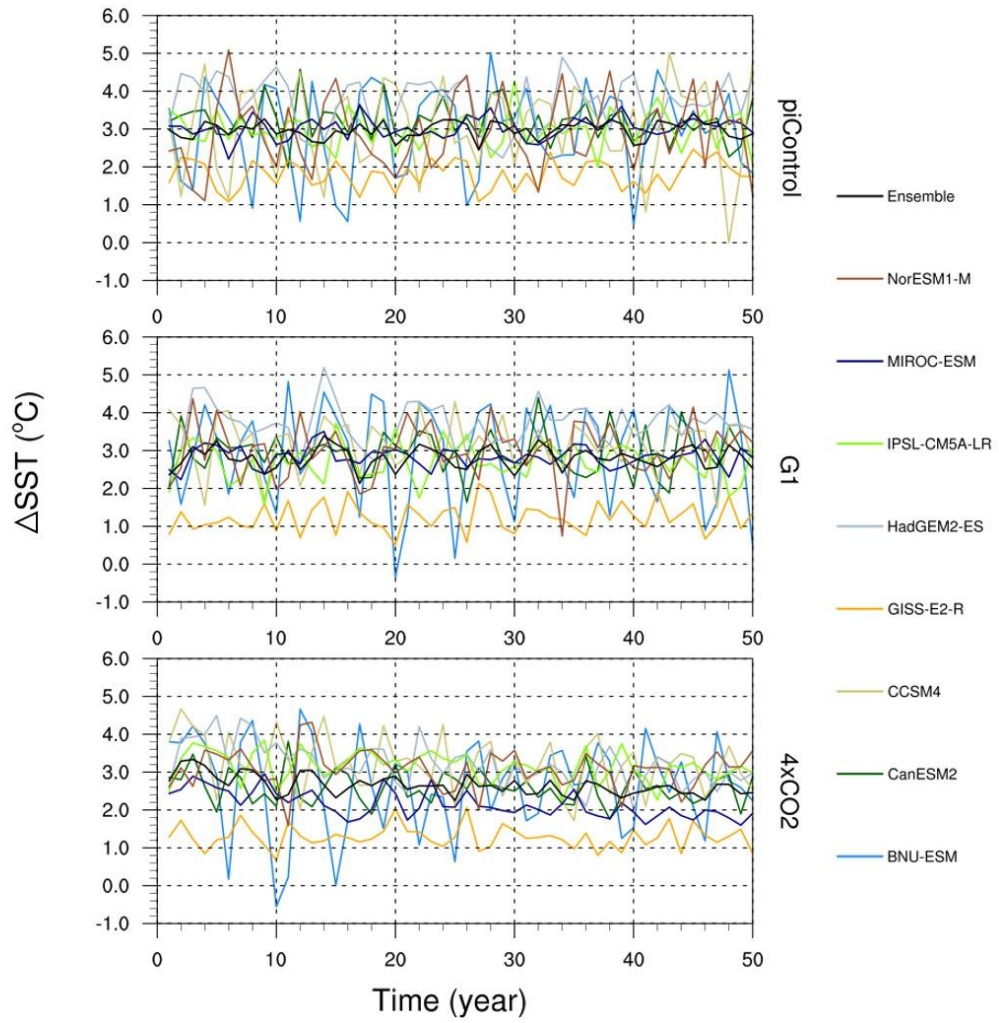 6.0
5.0
4.0
3.0
2.0
1.0
0.0
-1.0
0 10 20 30 40 50
piControl
6.0
5.0
4.0
3.0
2.0
1.0
0.0
-1.0
0 10 20 30 40 50
G1
6.0
5.0
4.0
3.0
2.0
1.0
0.0
-1.0
0 10 20 30 40 50
4xCO2
ΔSST (°C)
Time (year)
Ensemble
NorESM1-M
MIROC-ESM
IPSL-CM5A-LR
HadGEM2-ES
GISS-E2-R
CCSM4
CanESM2
BNU-ESM